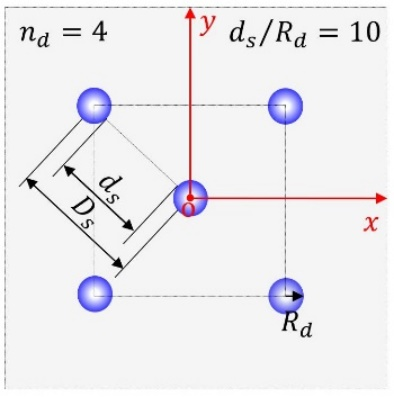 n_d = 4
y
d_s/R_d = 10
d_s
D_s
o
x
R_d